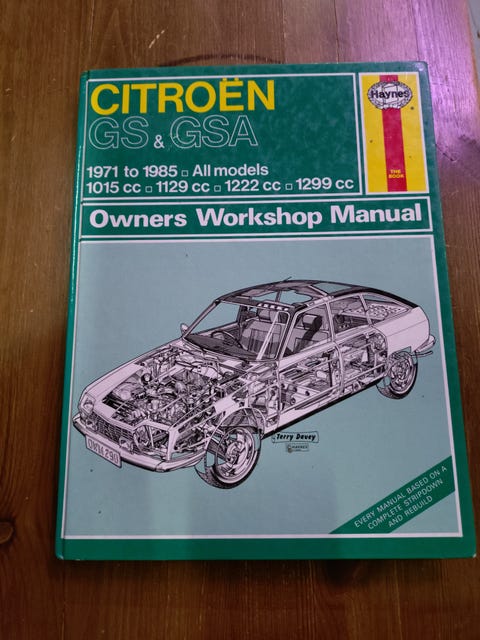 CITROËN
GS & GSA
Haynes
THE
BOOK
1971 to 1985 □ All models
1015 cc □ 1129 cc □ 1222 cc □ 1299 cc
Owners Workshop Manual
Terry Davey
HAYNES
EVERY MANUAL BASED ON A
COMPLETE STRIPDOWN
AND REBUILD